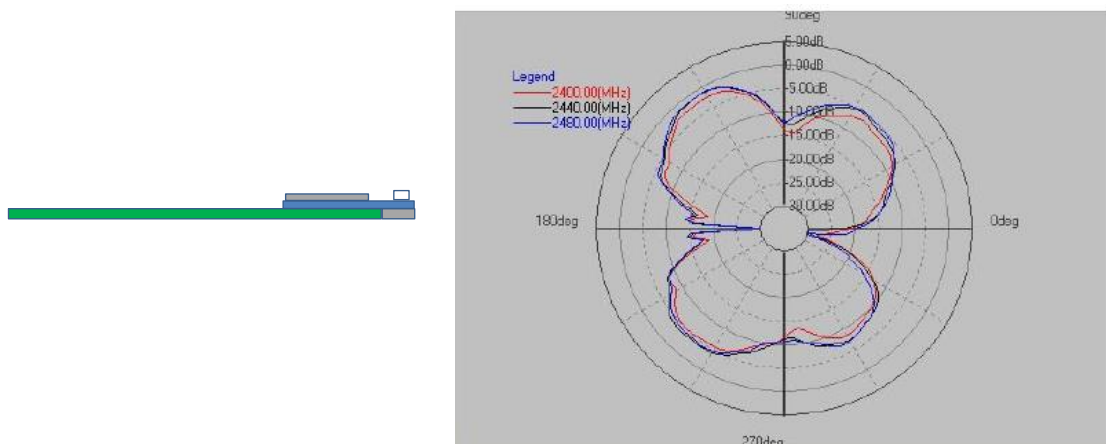 90deg
5.00dB
0.00dB
-5.00dB
-10.00dB
-15.00dB
-20.00dB
-25.00dB
-30.00dB
Legend
2400.00(MHz)
2440.00(MHz)
2480.00(MHz)
180deg
0deg
270deg